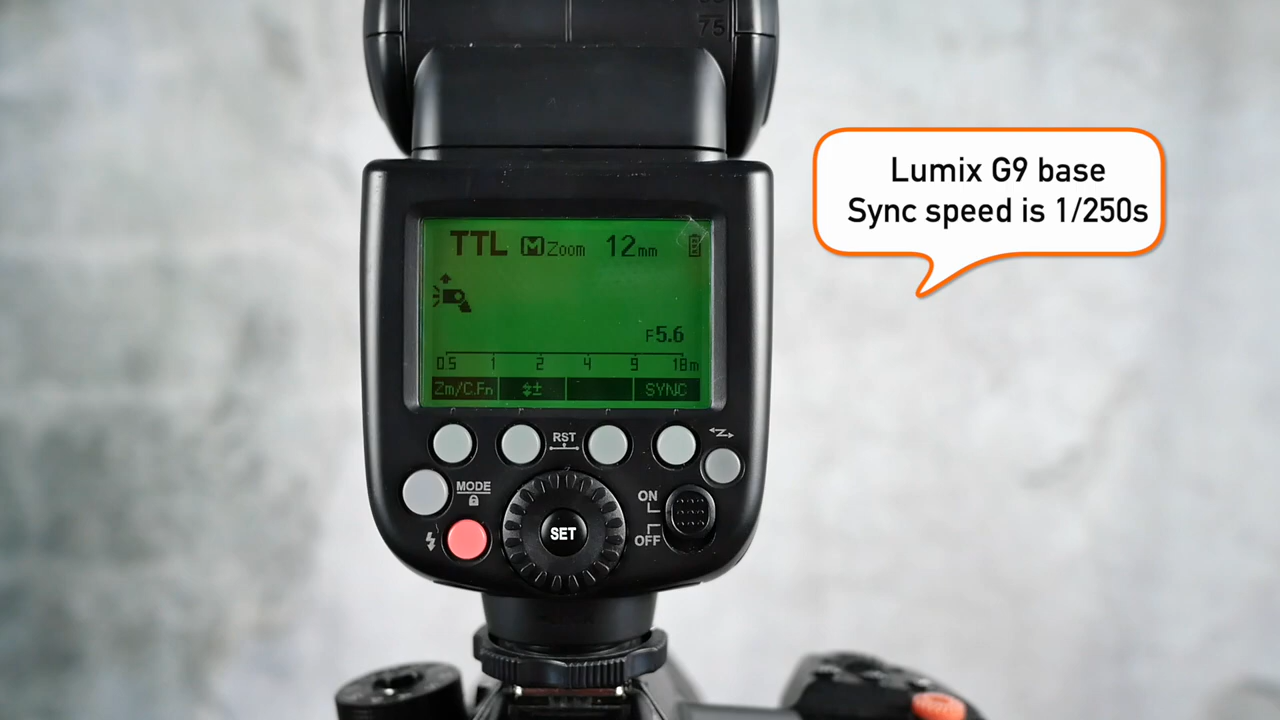 75
Lumix G9 base
Sync speed is 1/250s
TTL M Zoom 12mm
F5.6
0.5 1 2 4 9 18m
Zm/C.Fn ± SYNC
RST
MODE
ON
SET
OFF